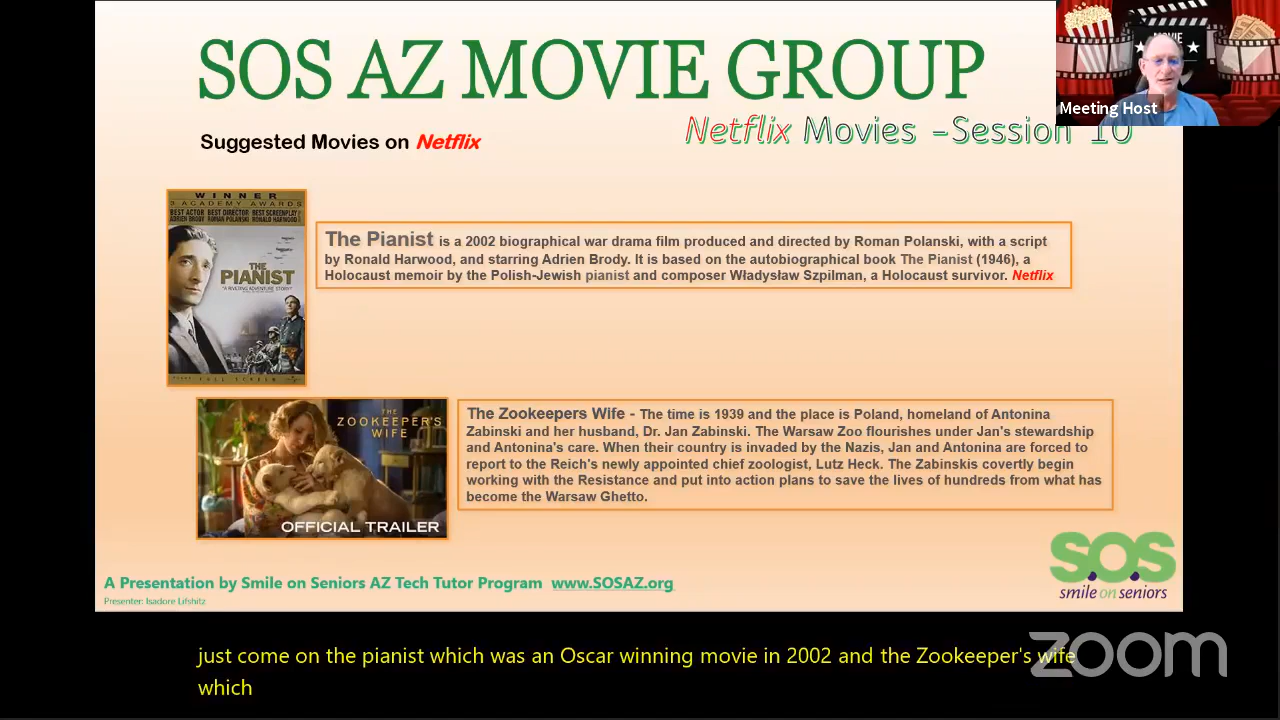 SOS AZ MOVIE GROUP
MOVIE
Meeting Host
Netflix Movies -Session 10
Suggested Movies on Netflix
WINNER
3 ACADEMY AWARDS
BEST ACTOR BEST DIRECTOR BEST SCREENPLAY
ADRIEN BRODY ROMAN POLANSKI RONALD HARWOOD
THE
PIANIST
"A RIVETING ADVENTURE STORY!"
FULL SCREEN
The Pianist is a 2002 biographical war drama film produced and directed by Roman Polanski, with a script
by Ronald Harwood, and starring Adrien Brody. It is based on the autobiographical book The Pianist (1946), a
Holocaust memoir by the Polish-Jewish pianist and composer Władysław Szpilman, a Holocaust survivor. Netflix
THE
ZOOKEEPER'S
WIFE
OFFICIAL TRAILER
The Zookeepers Wife - The time is 1939 and the place is Poland, homeland of Antonina
Zabinski and her husband, Dr. Jan Zabinski. The Warsaw Zoo flourishes under Jan's stewardship
and Antonina's care. When their country is invaded by the Nazis, Jan and Antonina are forced to
report to the Reich's newly appointed chief zoologist, Lutz Heck. The Zabinskis covertly begin
working with the Resistance and put into action plans to save the lives of hundreds from what has
become the Warsaw Ghetto.
A Presentation by Smile on Seniors AZ Tech Tutor Program www.SOSAZ.org
Presenter: Isadore Lifshitz
S.O.S
smile on seniors
just come on the pianist which was an Oscar winning movie in 2002 and the Zookeeper's wife
which
zoom